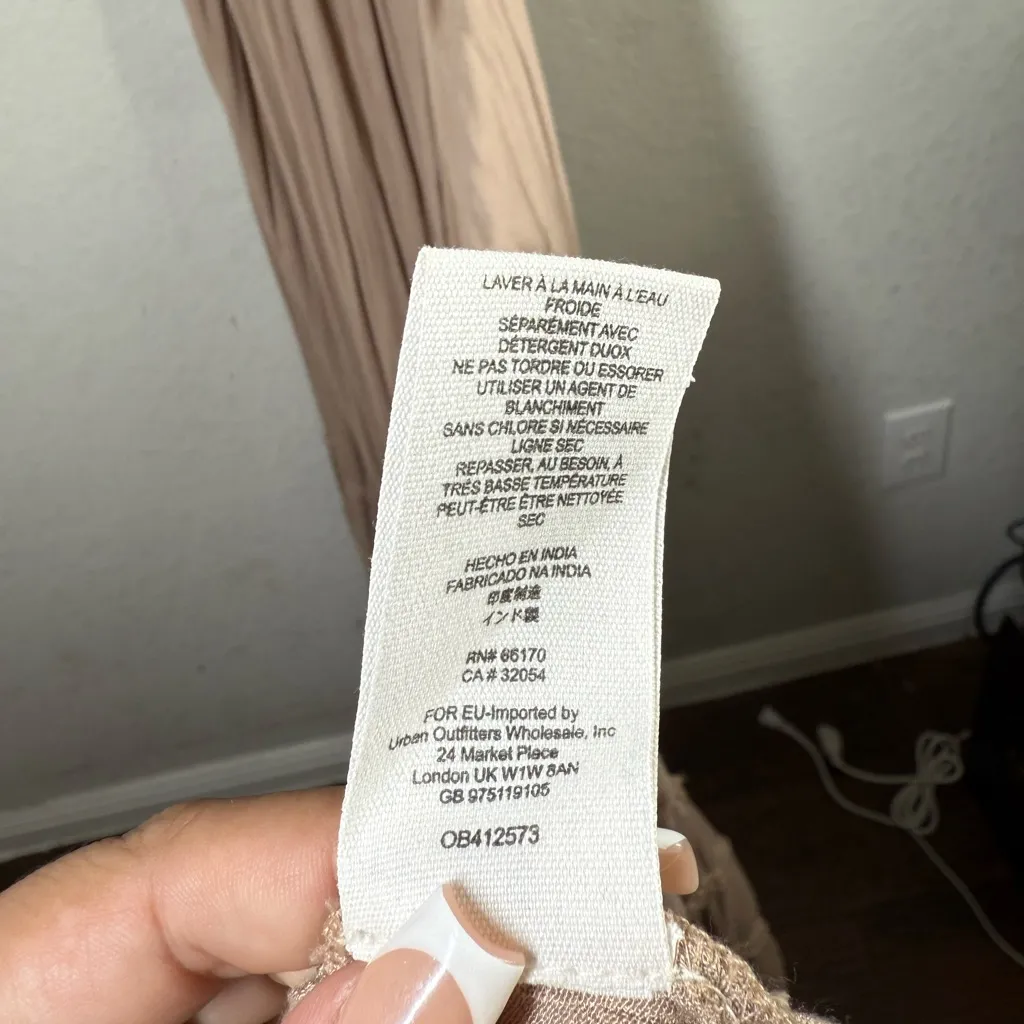 LAVER À LA MAIN À L'EAU
FROIDE
SÉPARÉMENT AVEC
DÉTERGENT DUOX
NE PAS TORDRE OU ESSORER
UTILISER UN AGENT DE
BLANCHIMENT
SANS CHLORE SI NÉCESSAIRE
LIGNE SEC
REPASSER, AU BESOIN, À
TRÉS BASSE TEMPÉRATURE
PEUT-ÊTRE ÊTRE NETTOYÉE
SEC
HECHO EN INDIA
FABRICADO NA INDIA
印度制造
インド製
RN# 66170
CA # 32054
FOR EU-Imported by
Urban Outfitters Wholesale, Inc
24 Market Place
London UK W1W 8AN
GB 975119105
OB412573